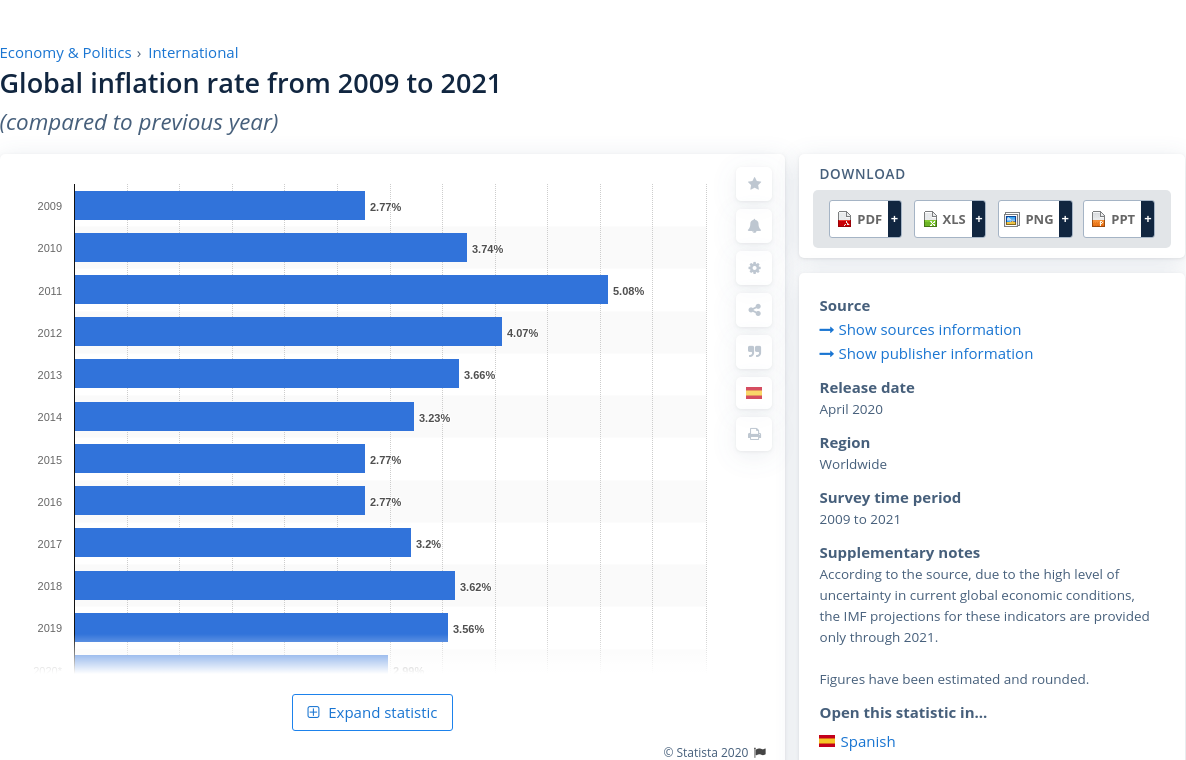 Economy & Politics › International
Global inflation rate from 2009 to 2021
(compared to previous year)
2009 2.77%
2010 3.74%
2011 5.08%
2012 4.07%
2013 3.66%
2014 3.23%
2015 2.77%
2016 2.77%
2017 3.2%
2018 3.62%
2019 3.56%
Expand statistic
© Statista 2020
DOWNLOAD
PDF + XLS + PNG + PPT +
Source
Show sources information
Show publisher information
Release date
April 2020
Region
Worldwide
Survey time period
2009 to 2021
Supplementary notes
According to the source, due to the high level of
uncertainty in current global economic conditions,
the IMF projections for these indicators are provided
only through 2021.
Figures have been estimated and rounded.
Open this statistic in...
Spanish